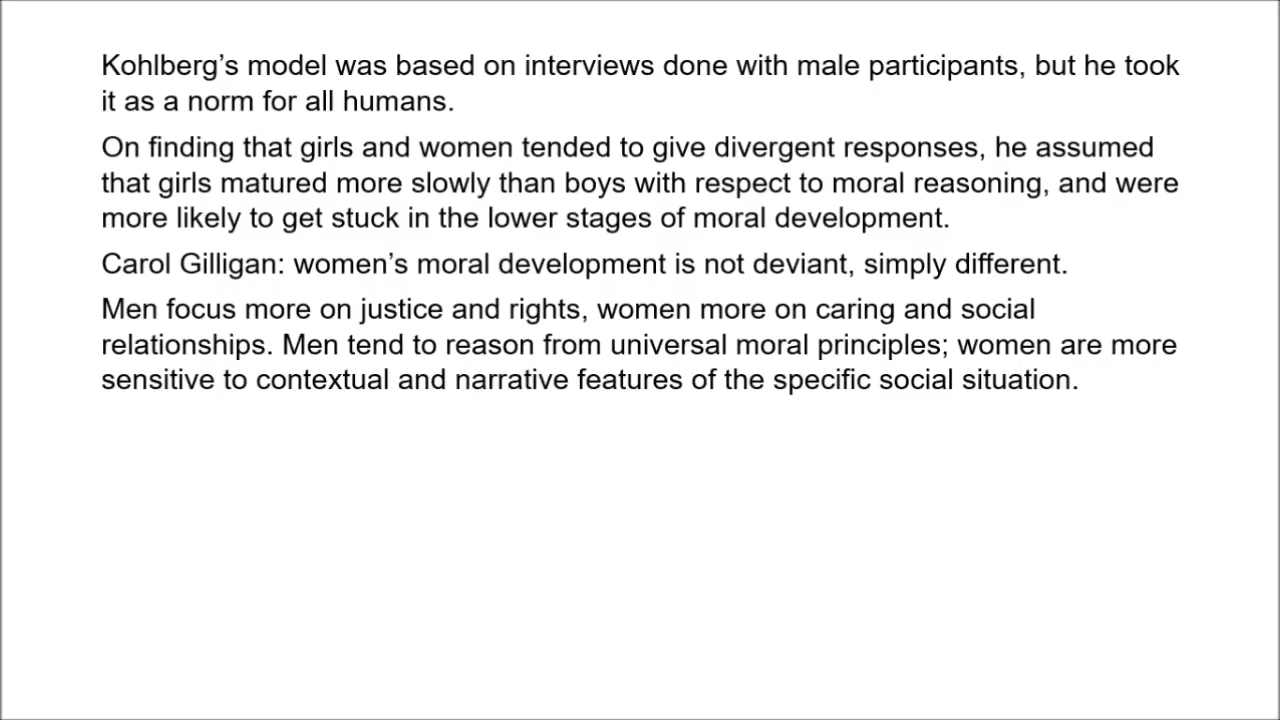 Kohlberg’s model was based on interviews done with male participants, but he took
it as a norm for all humans.
On finding that girls and women tended to give divergent responses, he assumed
that girls matured more slowly than boys with respect to moral reasoning, and were
more likely to get stuck in the lower stages of moral development.
Carol Gilligan: women’s moral development is not deviant, simply different.
Men focus more on justice and rights, women more on caring and social
relationships. Men tend to reason from universal moral principles; women are more
sensitive to contextual and narrative features of the specific social situation.